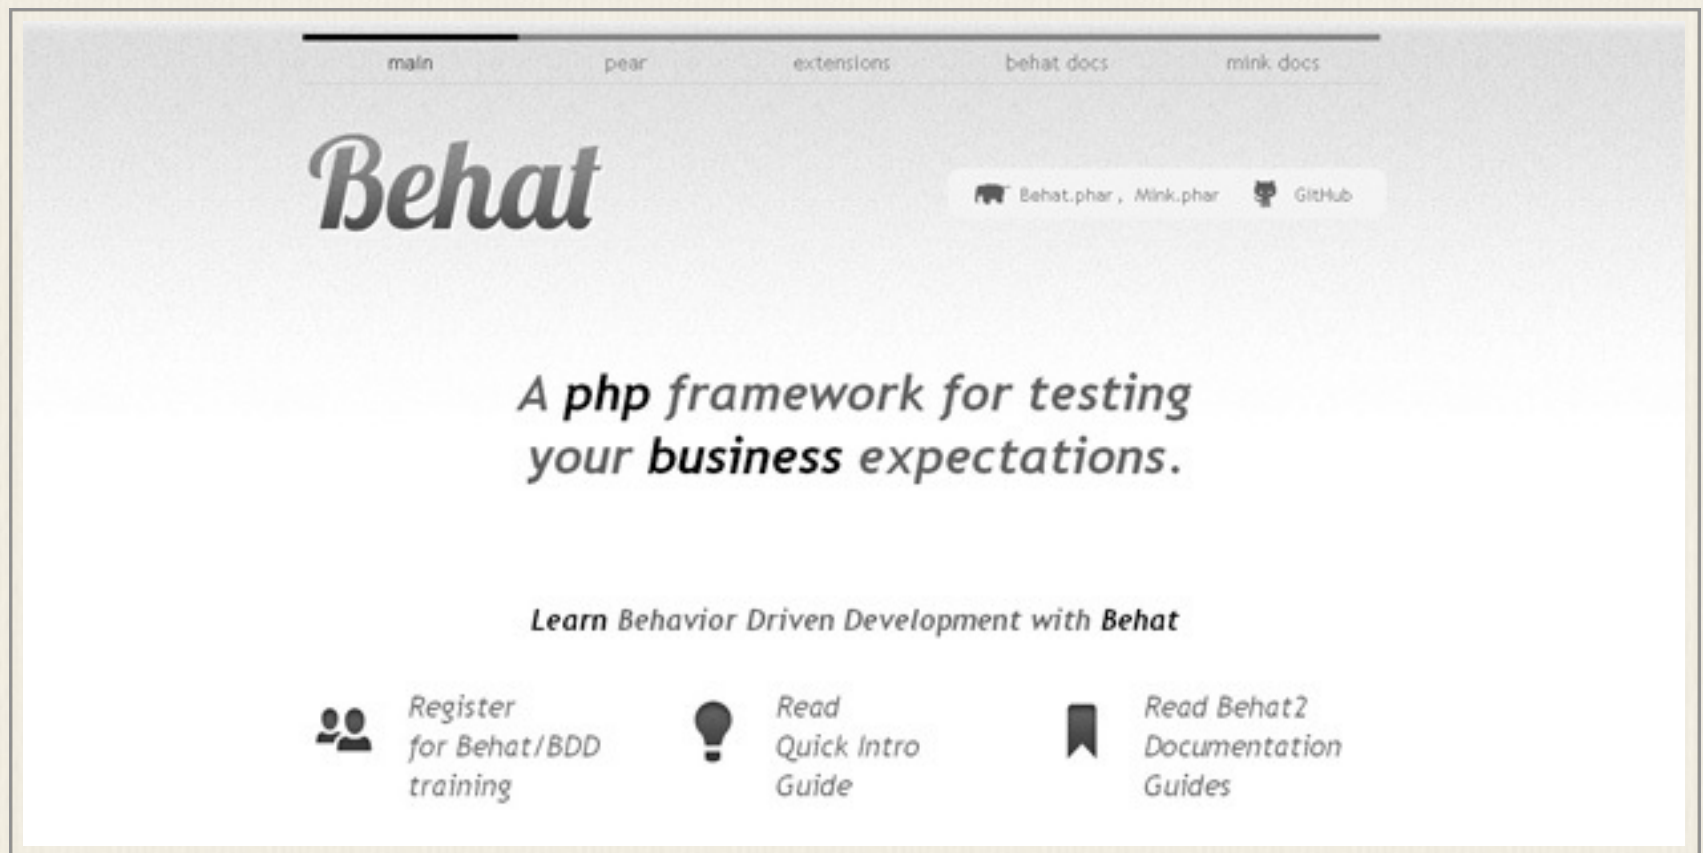 main pear extensions behat docs mink docs
Behat
Behat.phar, Mink.phar GitHub
A php framework for testing
your business expectations.
Learn Behavior Driven Development with Behat
Register
for Behat/BDD
training
Read
Quick Intro
Guide
Read Behat2
Documentation
Guides